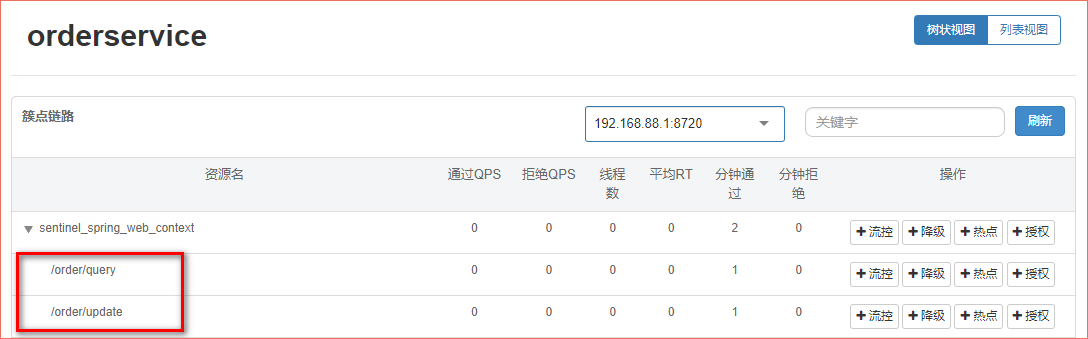 orderservice
树状视图 列表视图
簇点链路 192.168.88.1:8720 关键字 刷新
资源名 通过QPS 拒绝QPS 线程数 平均RT 分钟通过 分钟拒绝 操作
sentinel_spring_web_context 0 0 0 0 2 0 +流控 +降级 +热点 +授权
/order/query 0 0 0 0 1 0 +流控 +降级 +热点 +授权
/order/update 0 0 0 0 1 0 +流控 +降级 +热点 +授权